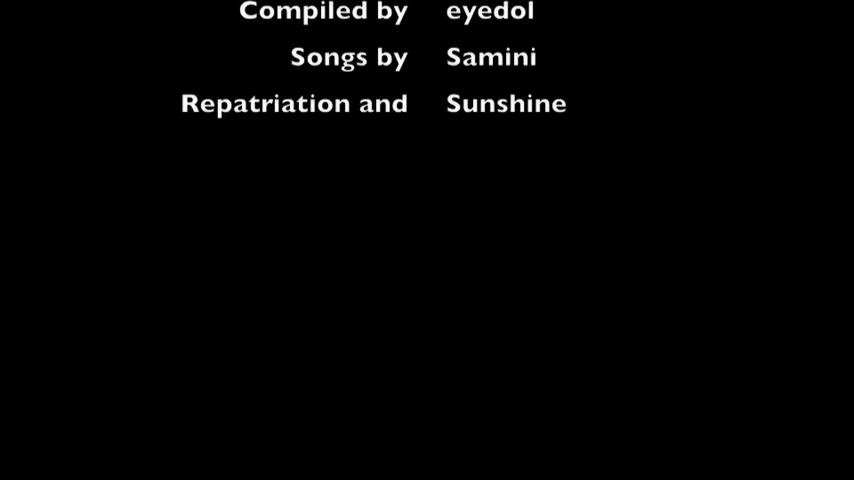 Compiled by eyedol
Songs by Samini
Repatriation and Sunshine